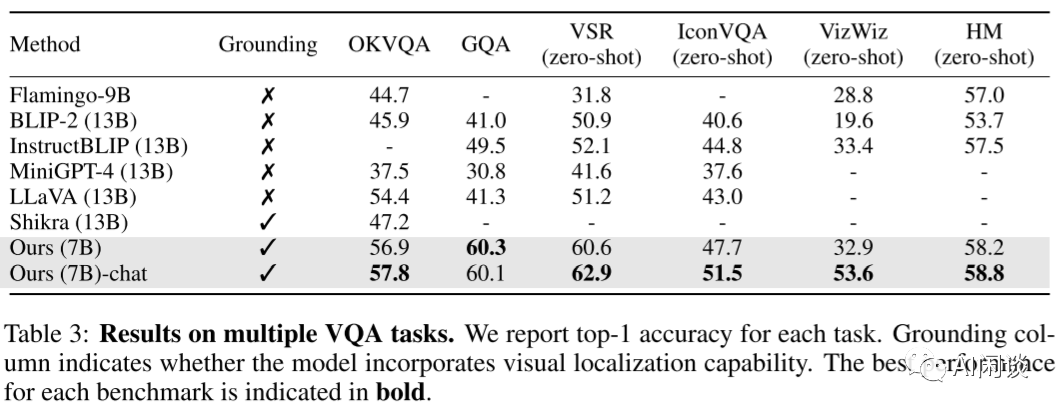 Method Grounding OKVQA GQA VSR (zero-shot) IconVQA (zero-shot) VizWiz (zero-shot) HM (zero-shot)
Flamingo-9B ✗ 44.7 - 31.8 - 28.8 57.0
BLIP-2 (13B) ✗ 45.9 41.0 50.9 40.6 19.6 53.7
InstructBLIP (13B) ✗ - 49.5 52.1 44.8 33.4 57.5
MiniGPT-4 (13B) ✗ 37.5 30.8 41.6 37.6 - -
LLaVA (13B) ✗ 54.4 41.3 51.2 43.0 - -
Shikra (13B) ✓ 47.2 - - - - -
Ours (7B) ✓ 56.9 60.3 60.6 47.7 32.9 58.2
Ours (7B)-chat ✓ 57.8 60.1 62.9 51.5 53.6 58.8
Table 3: Results on multiple VQA tasks. We report top-1 accuracy for each task. Grounding col-
umn indicates whether the model incorporates visual localization capability. The best performance
for each benchmark is indicated in bold.
AI闲谈